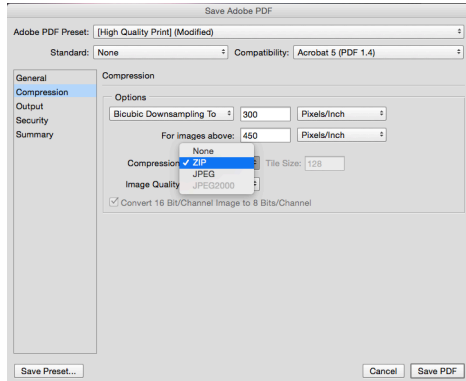 Save Adobe PDF
Adobe PDF Preset: [High Quality Print] (Modified)
Standard: None Compatibility: Acrobat 5 (PDF 1.4)
General
Compression
Output
Security
Summary
Compression
Options
Bicubic Downsampling To 300 Pixels/Inch
For images above: 450 Pixels/Inch
None
Compression ✓ ZIP Tile Size: 128
JPEG
Image Quality JPEG2000
Convert 16 Bit/Channel Image to 8 Bits/Channel
Save Preset... Cancel Save PDF